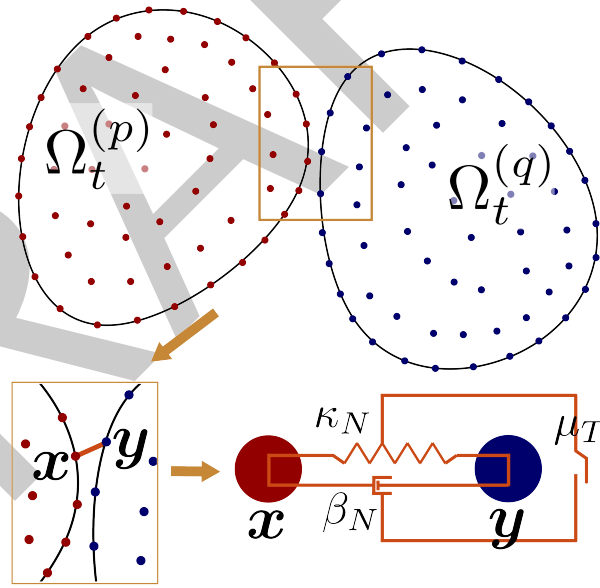 Ω_t^{(p)}
Ω_t^{(q)}
x y
κ_N
μ_T
β_N
x y